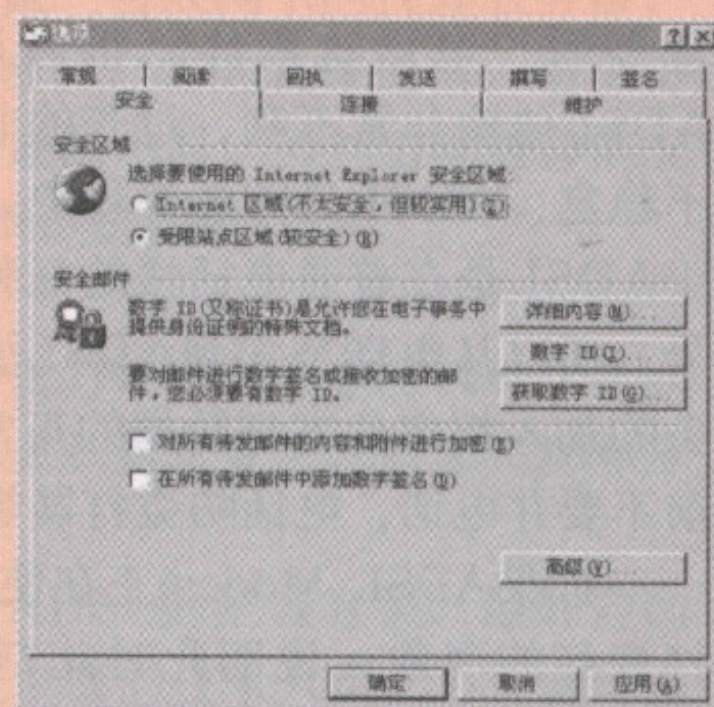 选项
常规 阅读 回执 发送 撰写 签名
安全 连接 维护
安全区域
选择要使用的 Internet Explorer 安全区域
Internet 区域(不太安全，但较实用)(I)
受限站点区域(较安全)(R)
安全邮件
数字 ID(又称证书)是允许您在电子事务中
提供身份证明的特殊文档。
详细内容(M)...
数字 ID(I)...
要对邮件进行数字签名或接收加密的邮
件，您必须要有数字 ID。
获取数字 ID(G)...
对所有待发邮件的内容和附件进行加密(E)
在所有待发邮件中添加数字签名(D)
高级(V)...
确定 取消 应用(A)